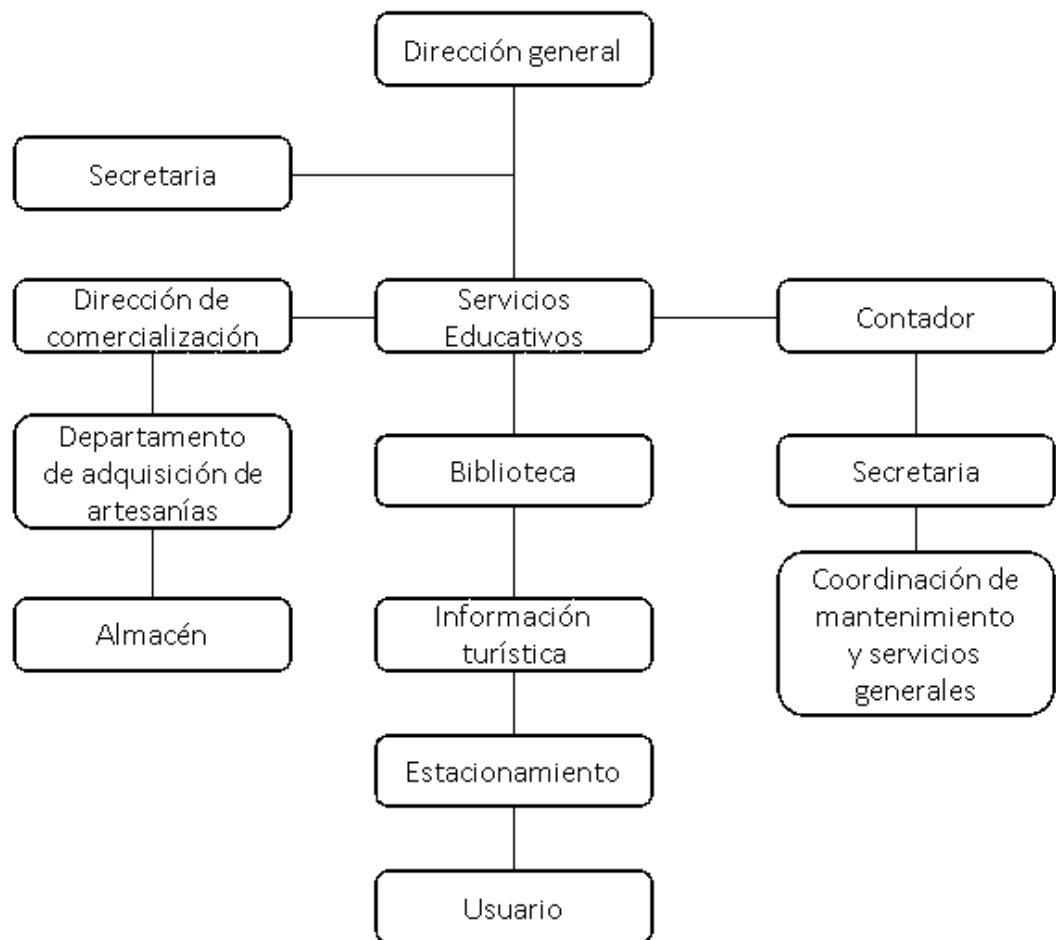 Dirección general
Secretaria
Dirección de
comercialización
Servicios
Educativos
Contador
Departamento
de adquisición de
artesanías
Biblioteca
Secretaria
Almacén
Información
turística
Coordinación de
mantenimiento
y servicios
generales
Estacionamiento
Usuario